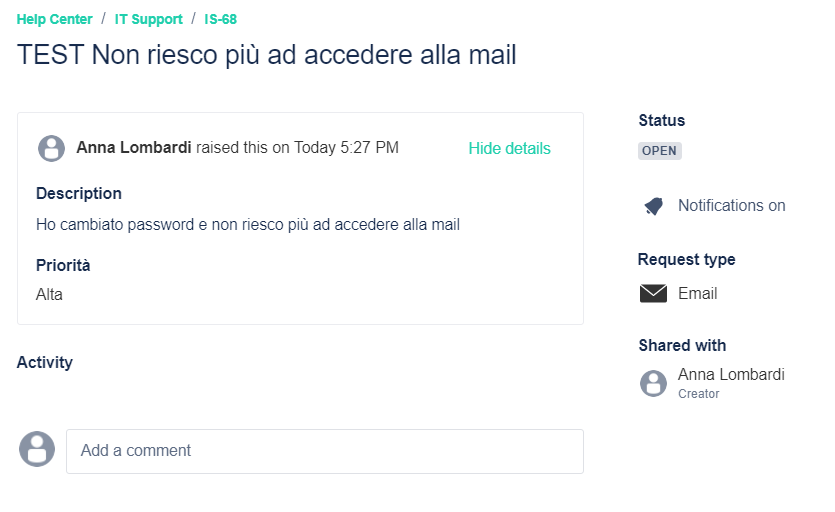 Help Center / IT Support / IS-68
TEST Non riesco più ad accedere alla mail
Anna Lombardi raised this on Today 5:27 PM
Hide details
Description
Ho cambiato password e non riesco più ad accedere alla mail
Priorità
Alta
Activity
Add a comment
Status
OPEN
Notifications on
Request type
Email
Shared with
Anna Lombardi
Creator